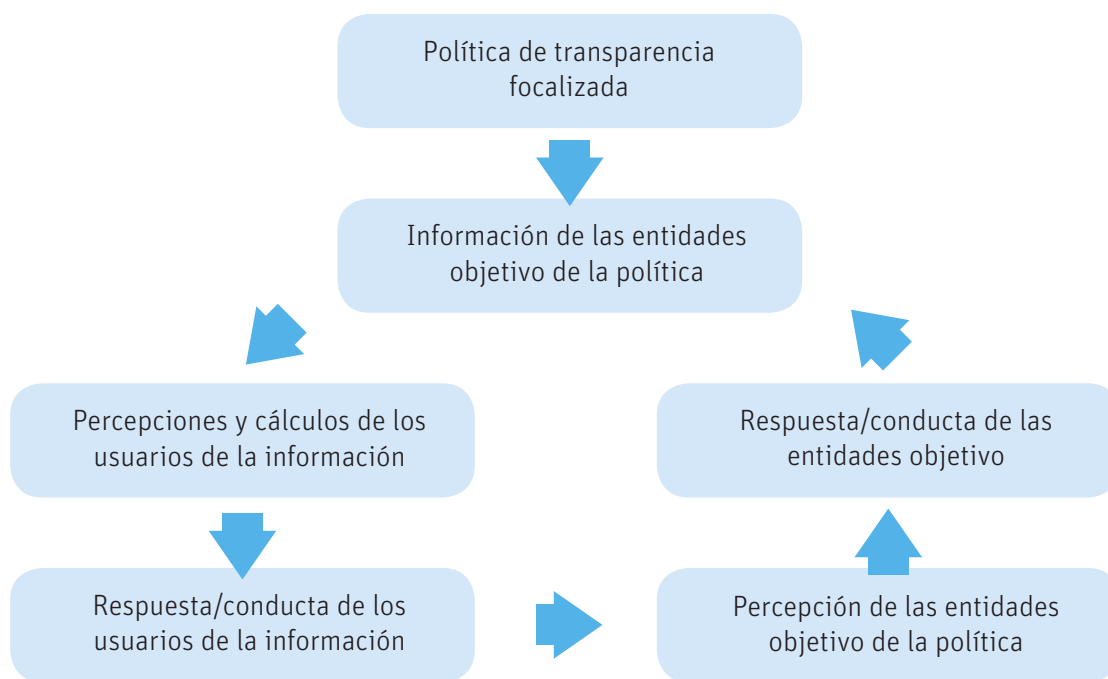 Política de transparencia
focalizada
Información de las entidades
objetivo de la política
Percepciones y cálculos de los
usuarios de la información
Respuesta/conducta de los
usuarios de la información
Percepción de las entidades
objetivo de la política
Respuesta/conducta de las
entidades objetivo